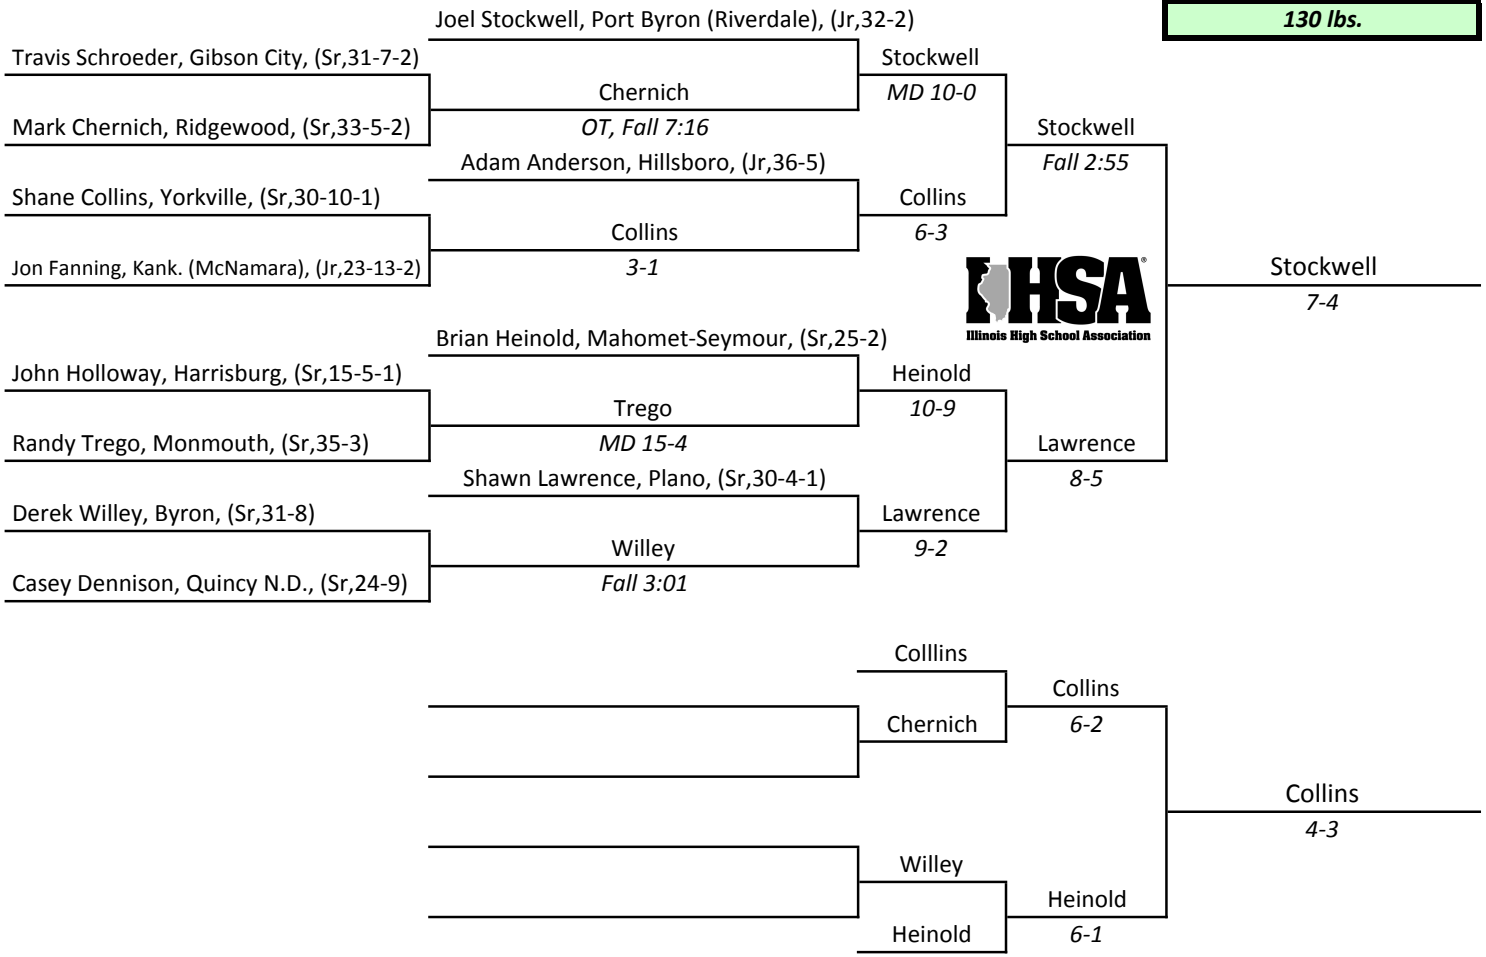 Joel Stockwell, Port Byron (Riverdale), (Jr,32-2)
130 lbs.
Travis Schroeder, Gibson City, (Sr,31-7-2)
Stockwell
Chernich
MD 10-0
Mark Chernich, Ridgewood, (Sr,33-5-2)
OT, Fall 7:16
Stockwell
Adam Anderson, Hillsboro, (Jr,36-5)
Fall 2:55
Shane Collins, Yorkville, (Sr,30-10-1)
Collins
Collins
6-3
Jon Fanning, Kank. (McNamara), (Jr,23-13-2)
3-1
IHSA®
Stockwell
7-4
Illinois High School Association
Brian Heinold, Mahomet-Seymour, (Sr,25-2)
John Holloway, Harrisburg, (Sr,15-5-1)
Heinold
Trego
10-9
Randy Trego, Monmouth, (Sr,35-3)
MD 15-4
Lawrence
Shawn Lawrence, Plano, (Sr,30-4-1)
8-5
Derek Willey, Byron, (Sr,31-8)
Lawrence
Willey
9-2
Casey Dennison, Quincy N.D., (Sr,24-9)
Fall 3:01
Colllins
Collins
Chernich
6-2
Collins
4-3
Willey
Heinold
Heinold
6-1